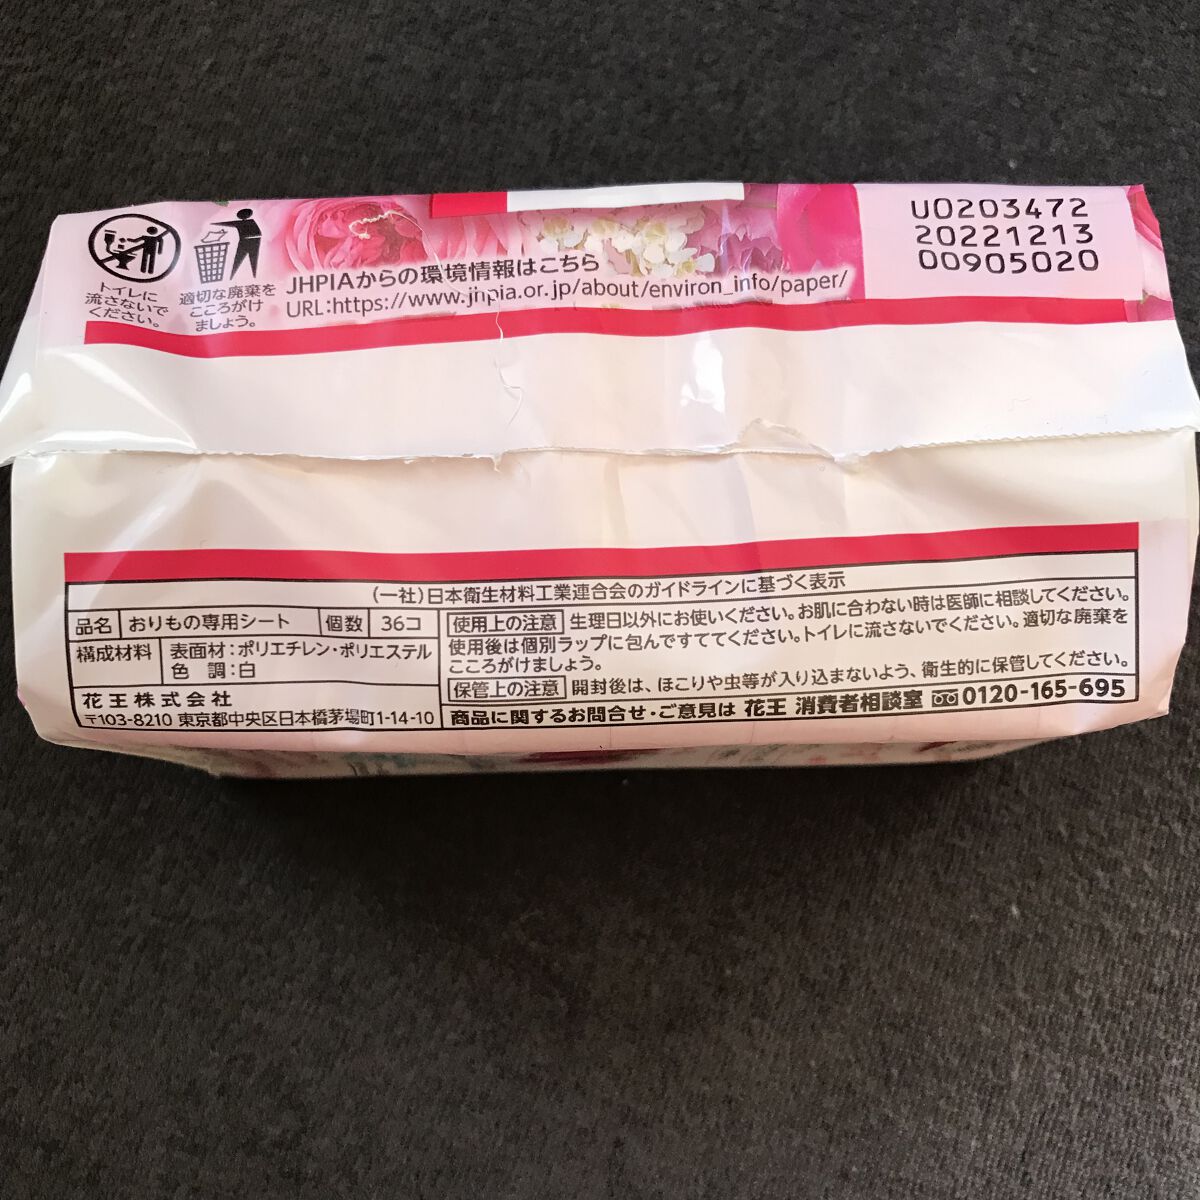 トイレに
流さないで
ください。
適切な廃棄を
こころがけ
ましょう。
JHPIAからの環境情報はこちら
URL:https://www.jhpia.or.jp/about/environ_info/paper/
U0203472
20221213
00905020
(一社)日本衛生材料工業連合会のガイドラインに基づく表示
品名 おりもの専用シート 個数 36コ
構成材料 表面材:ポリエチレン・ポリエステル
色 調:白
花王株式会社
〒103-8210 東京都中央区日本橋茅場町1-14-10
使用上の注意 生理日以外にお使いください。お肌に合わない時は医師に相談してください。
使用後は個別ラップに包んですててください。トイレに流さないでください。適切な廃棄を
こころがけましょう。
保管上の注意 開封後は、ほこりや虫等が入り込まないよう、衛生的に保管してください。
商品に関するお問合せ・ご意見は 花王 消費者相談室 0120-165-695